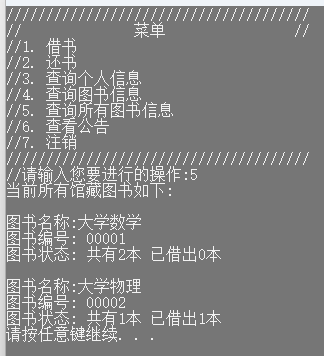 //////////////////////////////////////
// 菜单 //
//1. 借书
//2. 还书
//3. 查询个人信息
//4. 查询图书信息
//5. 查询所有图书信息
//6. 查看公告
//7. 注销
//////////////////////////////////////
//请输入您要进行的操作:5
当前所有馆藏图书如下:
图书名称:大学数学
图书编号: 00001
图书状态: 共有2本 已借出0本
图书名称:大学物理
图书编号: 00002
图书状态: 共有1本 已借出1本
请按任意键继续. . .